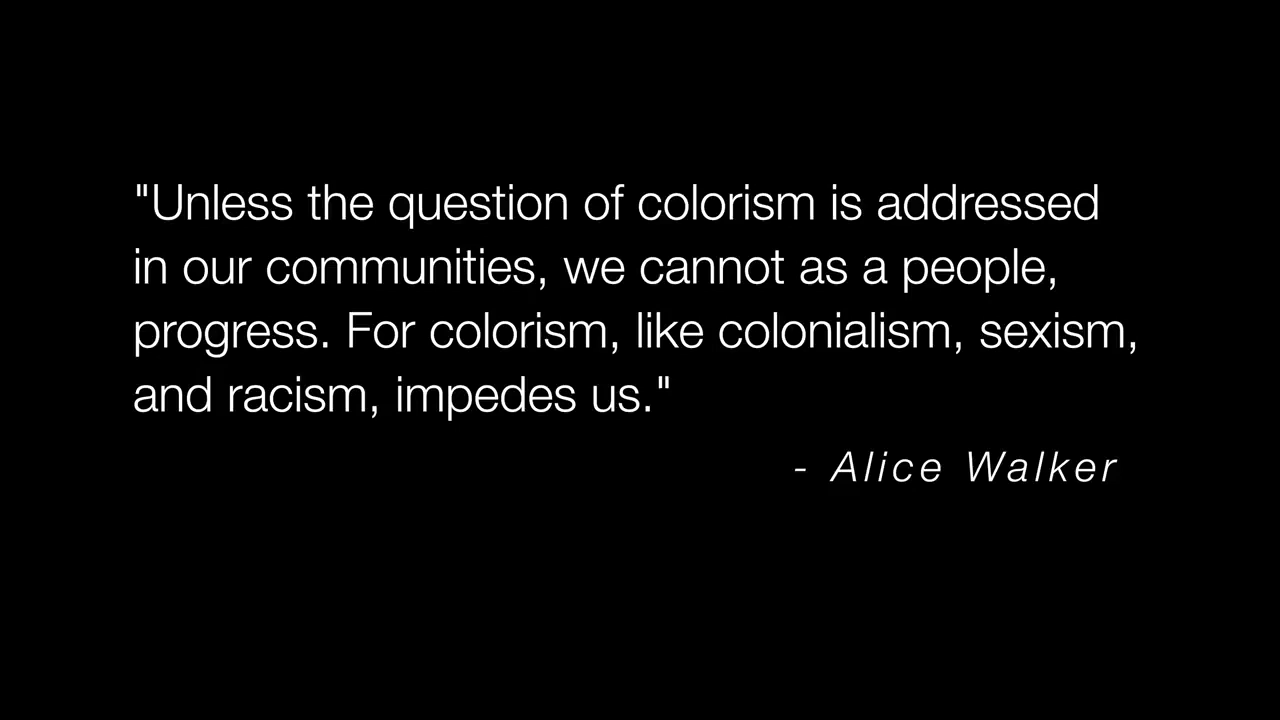 "Unless the question of colorism is addressed
in our communities, we cannot as a people,
progress. For colorism, like colonialism, sexism,
and racism, impedes us."
- Alice Walker